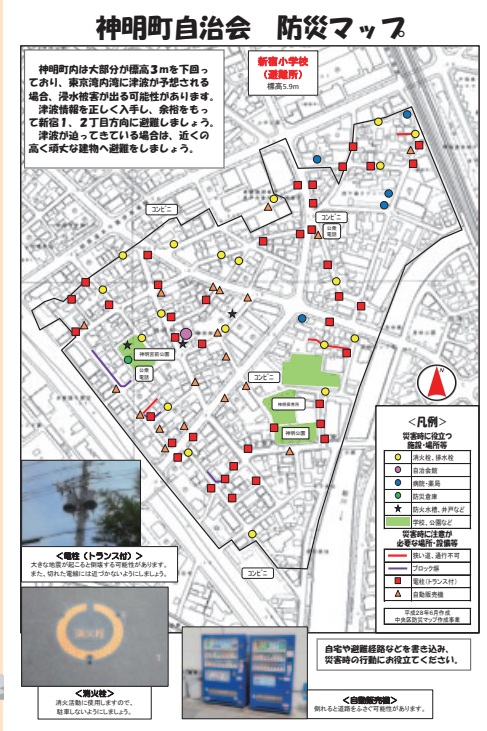 神明町自治会　防災マップ
神明町内は大部分が標高３ｍを下回っ
ており、東京湾内湾に津波が予想される
場合、浸水被害が出る可能性があります。
津波情報を正しく入手し、余裕をもっ
て新宿１、２丁目方向に避難しましょう。
津波が迫ってきている場合は、近くの
高く頑丈な建物へ避難をしましょう。
新宿小学校
（避難所）
標高5.9m
コンビニ
コンビニ
公衆
電話
神明宮前公園
公衆
電話
コンビニ
神明保育所
神明公園
コンビニ
N
＜凡例＞
災害時に役立つ
施設・場所等
消火栓、排水栓
自治会館
病院・薬局
防災倉庫
防火水槽、井戸など
学校、公園など
災害時に注意が
必要な場所・設備等
狭い道、通行不可
ブロック塀
電柱（トランス付）
自動販売機
平成28年6月作成
中央区防災マップ作成事業
＜電柱（トランス付）＞
大きな地震が起こると倒壊する可能性があります。
また、切れた電線には近づかないようにしましょう。
消火栓
＜消火栓＞
消火活動に使用しますので、
駐車しないようにしましょう。
自宅や避難経路などを書き込み、
災害時の行動にお役立てください。
＜自動販売機＞
倒れると道路をふさぐ可能性があります。